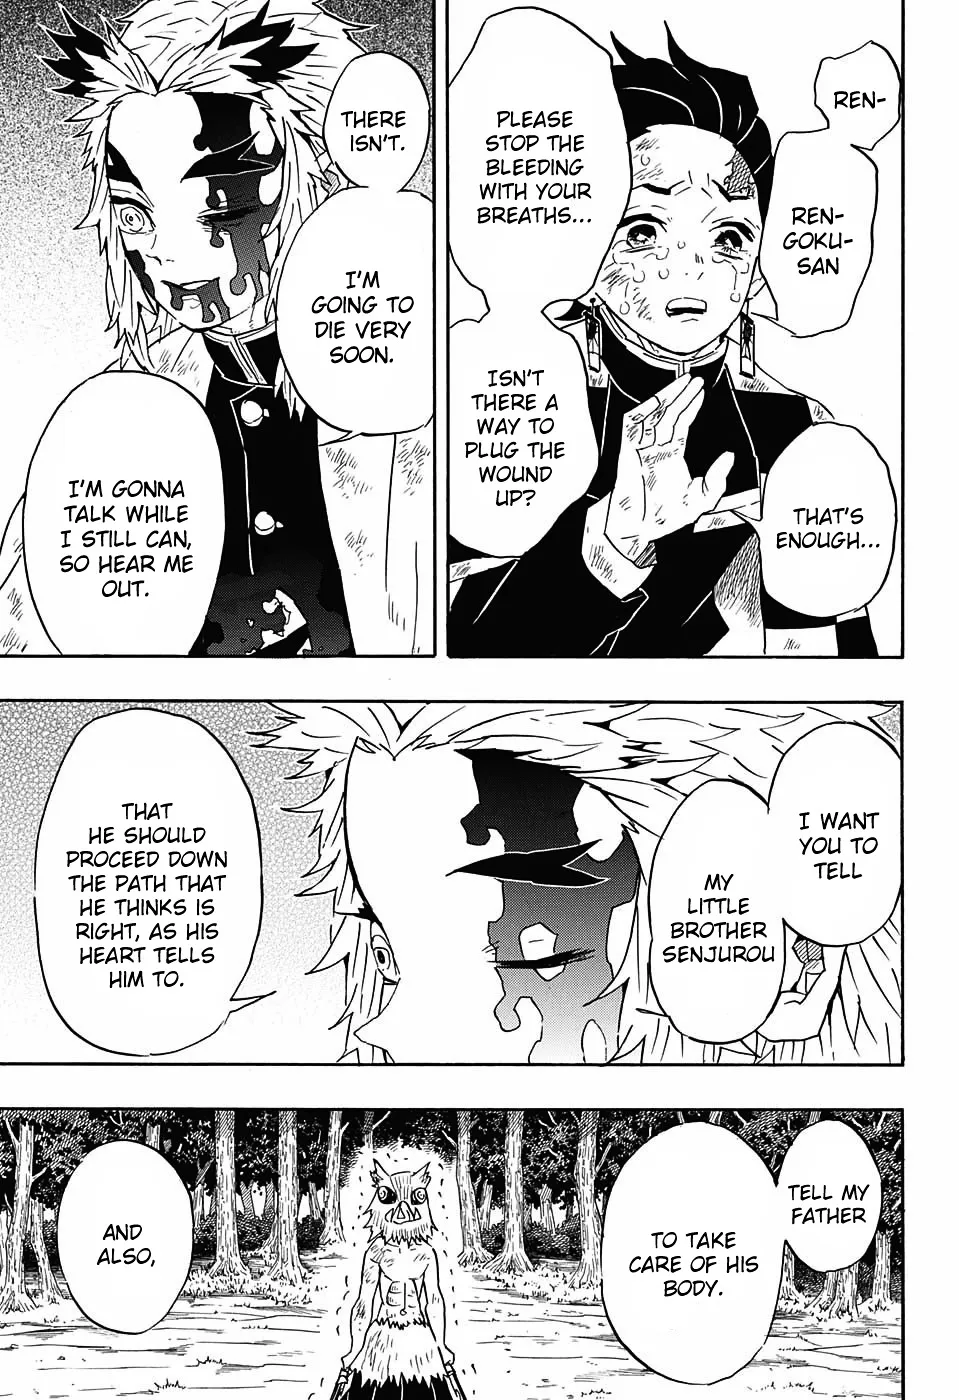 REN-
REN-
GOKU-
SAN
THAT'S
ENOUGH...
PLEASE
STOP THE
BLEEDING
WITH YOUR
BREATHS...
ISN'T
THERE A
WAY TO
PLUG THE
WOUND
UP?
THERE
ISN'T.
I'M
GOING TO
DIE VERY
SOON.
I'M GONNA
TALK WHILE
I STILL CAN,
SO HEAR ME
OUT.
I WANT
YOU TO
TELL
MY
LITTLE
BROTHER
SENJUROU
THAT
HE SHOULD
PROCEED DOWN
THE PATH THAT
HE THINKS IS
RIGHT, AS HIS
HEART TELLS
HIM TO.
TELL MY
FATHER
TO TAKE
CARE OF HIS
BODY.
AND
ALSO,